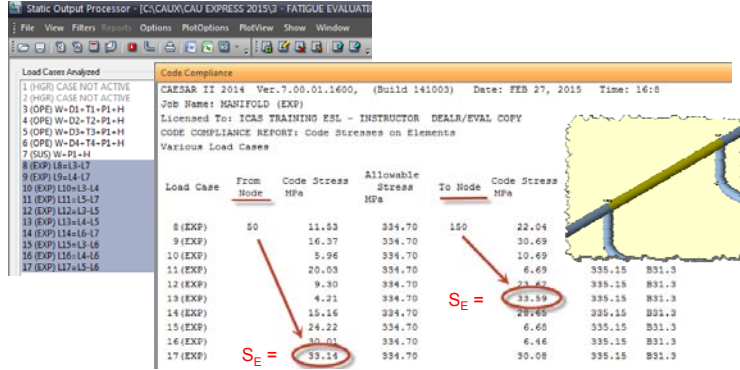 Static Output Processor - [C:\CAUX\CAU EXPRESS 2015\3 - FATIGUE
File View Filters Reports Options PlotOptions PlotView Show Window
Load Cases Analyzed
1 (HGR) CASE NOT ACTIVE
2 (HGR) CASE NOT ACTIVE
3 (OPE) W+D1+T1+P1+H
4 (OPE) W+D2+T2+P1+H
5 (OPE) W+D3+T3+P1+H
6 (OPE) W+D4+T4+P1+H
7 (SUS) W+P1+H
8 (EXP) L8=L3-L7
9 (EXP) L9=L4-L7
10 (EXP) L10=L3-L4
11 (EXP) L11=L5-L7
12 (EXP) L12=L3-L5
13 (EXP) L13=L4-L5
14 (EXP) L14=L6-L7
15 (EXP) L15=L3-L6
16 (EXP) L16=L4-L6
17 (EXP) L17=L5-L6
Code Compliance
CAESAR II 2014 Ver.7.00.01.1600, (Build 141003) Date: FEB 27, 2015 Time: 16:8
Job Name: MANIFOLD (EXP)
Licensed To: ICAS TRAINING ESL - INSTRUCTOR DEALR/EVAL COPY
CODE COMPLIANCE REPORT: Code Stresses on Elements
Various Load Cases
Load Case From Node Code Stress MPa Allowable Stress MPa To Node Code Stress MPa
8(EXP) 50 11.53 334.70 150 22.04
9(EXP) 16.37 334.70 30.69
10(EXP) 5.96 334.70 10.69
11(EXP) 20.03 334.70 6.69 335.15 B31.3
12(EXP) 9.30 334.70 335.15 B31.3
13(EXP) 4.21 334.70 SE = 33.59 335.15 B31.3
14(EXP) 15.16 334.70 335.15 B31.3
15(EXP) 24.22 334.70 6.68 335.15 B31.3
16(EXP) 30.01 334.70 6.46 335.15 B31.3
17(EXP) SE = 33.14 334.70 30.08 335.15 B31.3